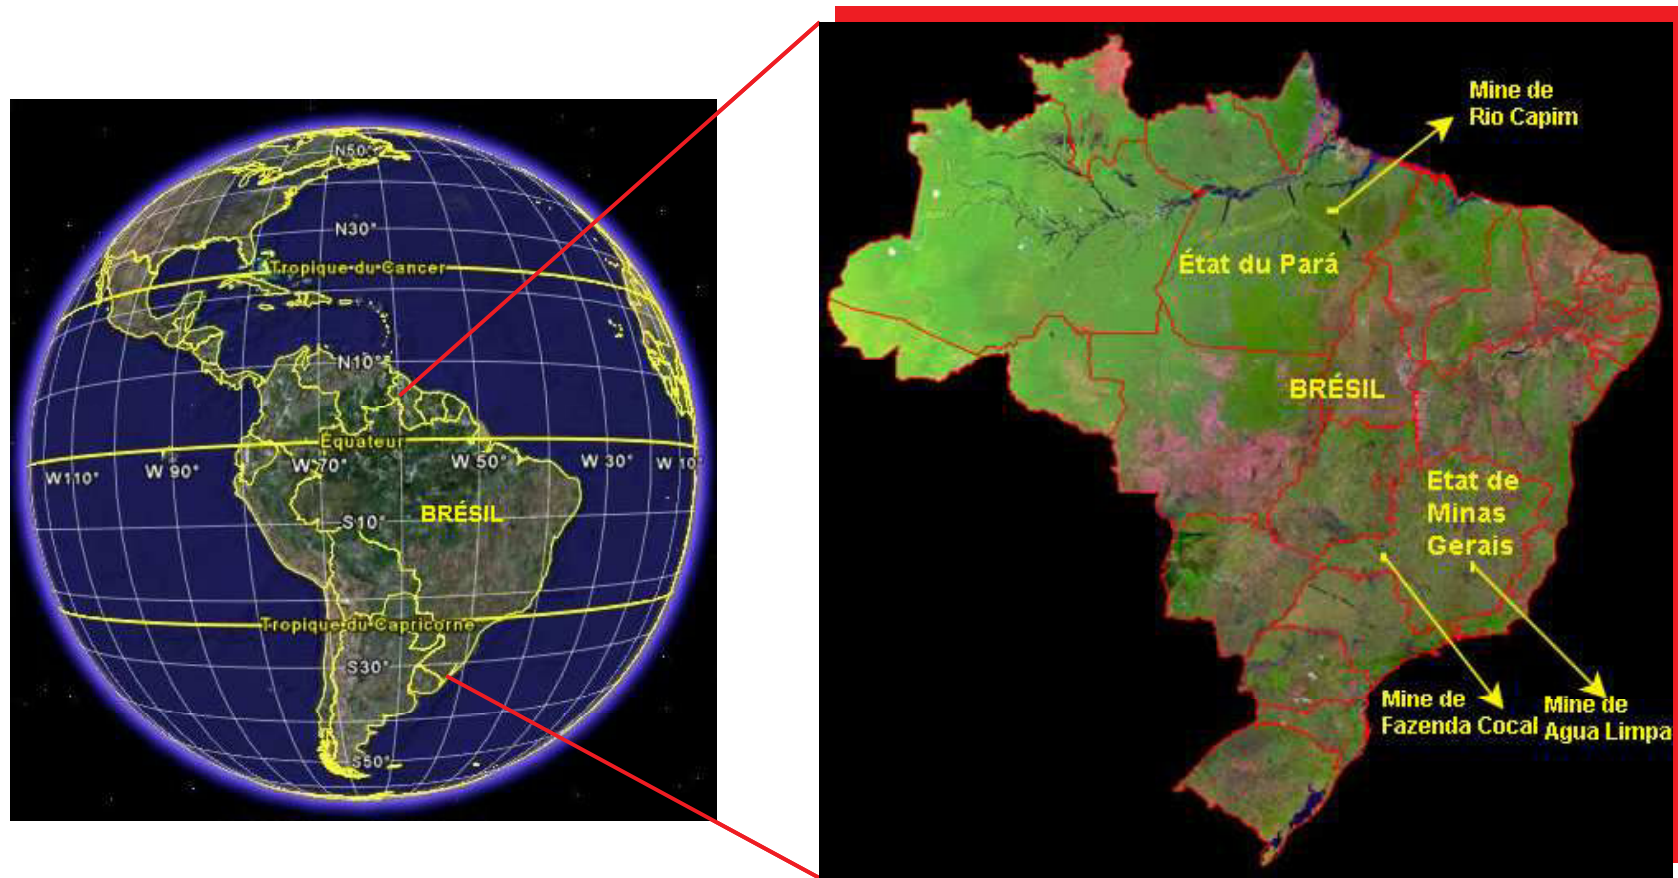 N50°
N30°
Tropique du Cancer
N10°
Équateur
W110°
W 90°
W 70°
W 50°
W 30°
W 10°
S10°
BRÉSIL
Tropique du Capricorne
S30°
S50°
Mine de
Rio Capim
État du Pará
BRÉSIL
Etat de
Minas
Gerais
Mine de
Fazenda Cocal
Mine de
Agua Limpa